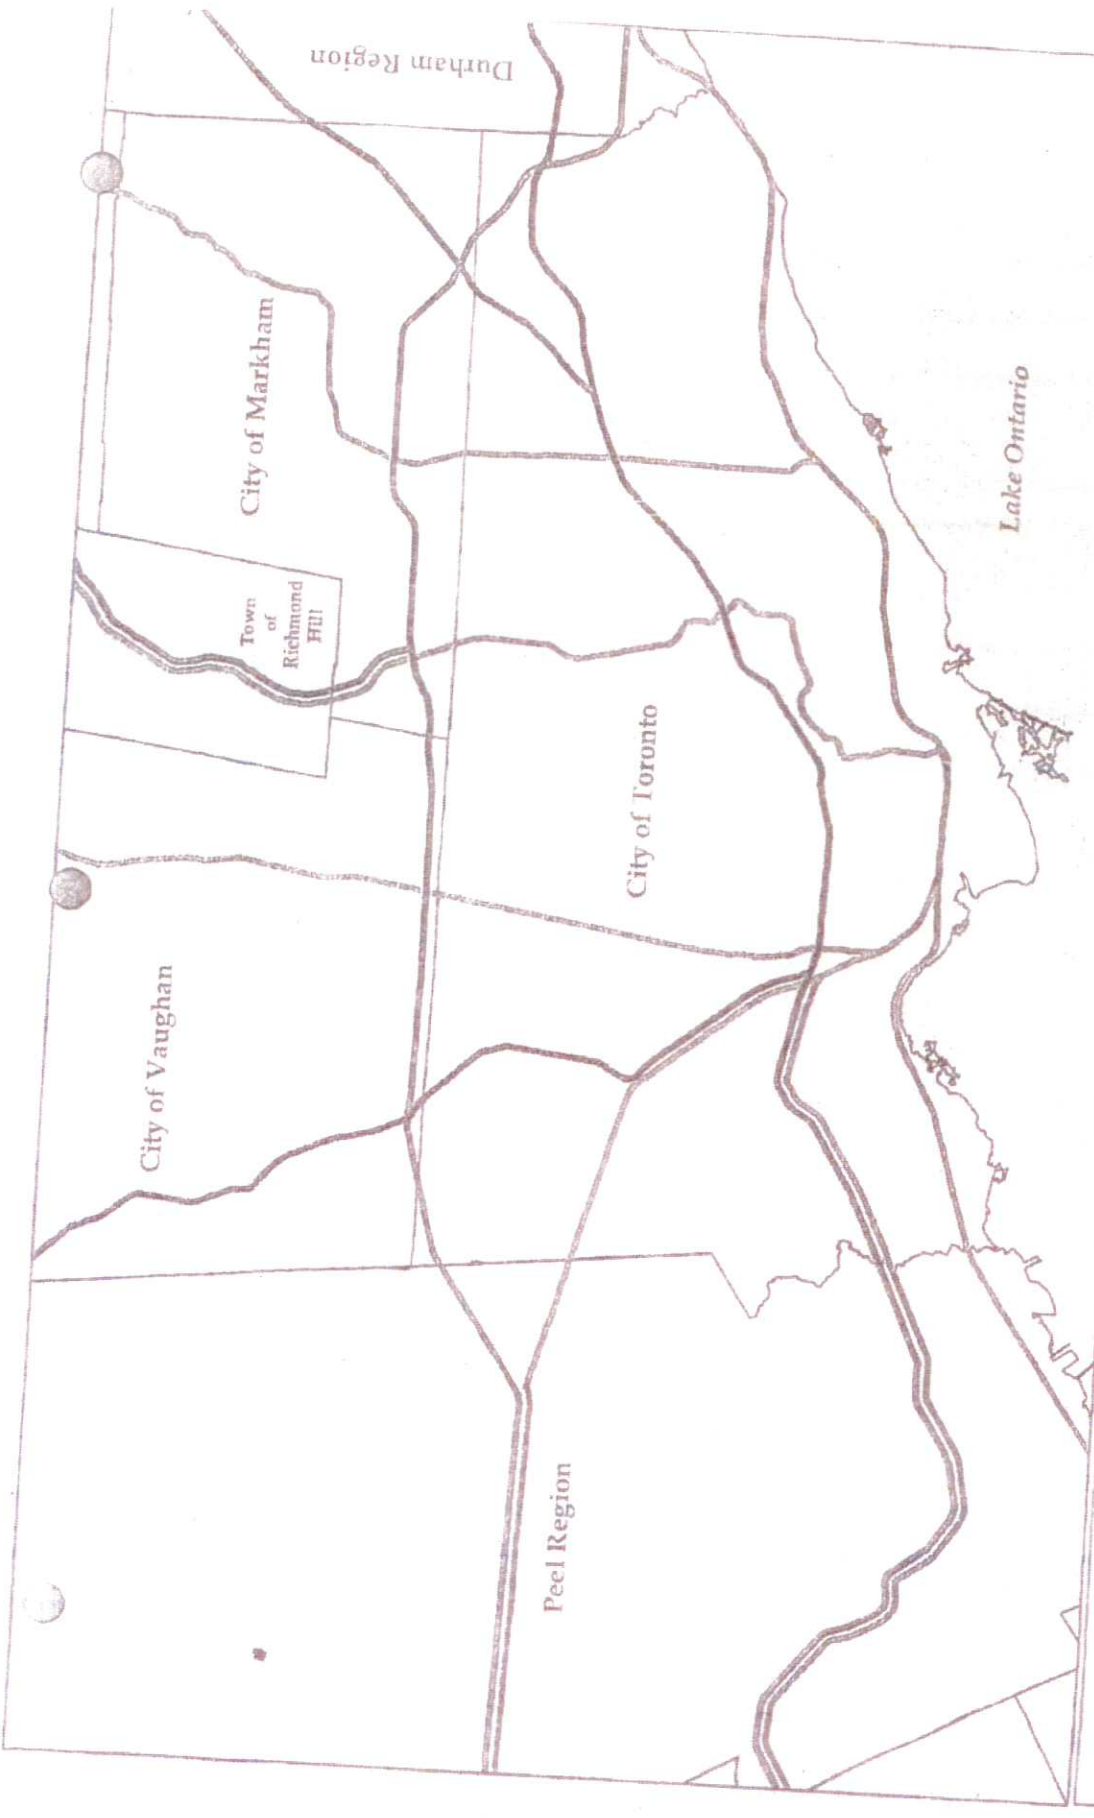 Durham Region
City of Markham
Town
of
Richmond
Hill
City of Vaughan
City of Toronto
Peel Region
Lake Ontario